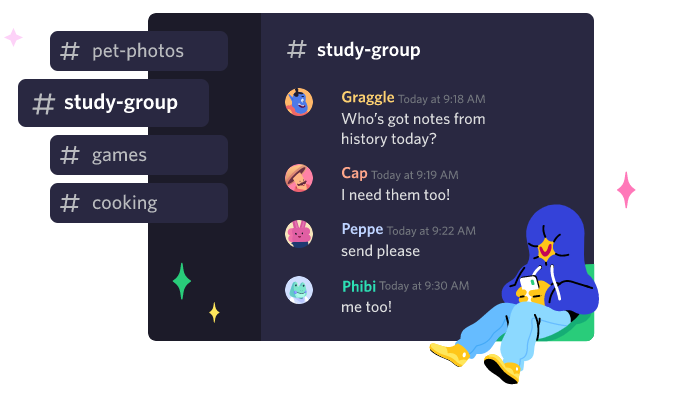 # pet-photos
# study-group
# games
# cooking
# study-group
Graggle Today at 9:18 AM
Who's got notes from
history today?
Cap Today at 9:19 AM
I need them too!
Peppe Today at 9:22 AM
send please
Phibi Today at 9:30 AM
me too!